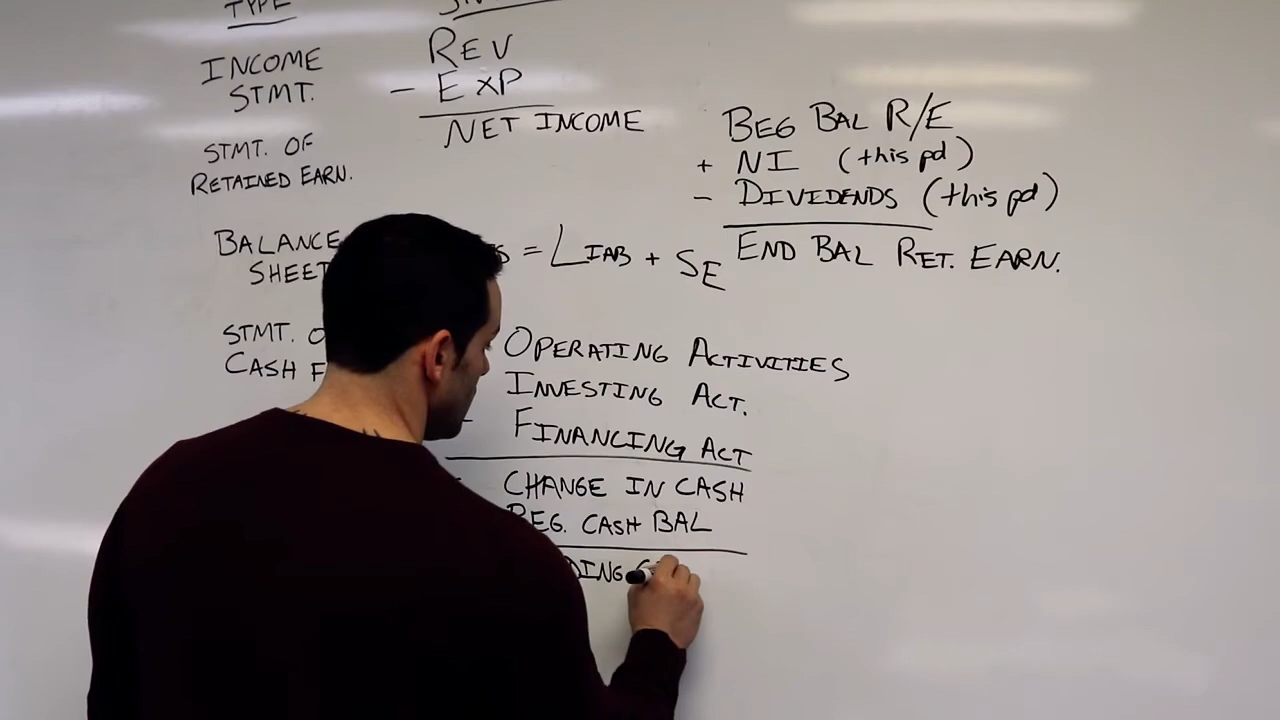 TYPE
INCOME
STMT.
REV
- EXP
NET INCOME
STMT. OF
RETAINED EARN.
BEG BAL R/E
+ NI (this pd)
- DIVIDENDS (this pd)
END BAL RET. EARN.
BALANCE
SHEET
= LIAB + SE
STMT.
CASH
OPERATING ACTIVITIES
INVESTING ACT.
FINANCING ACT
CHANGE IN CASH
BEG. CASH BAL